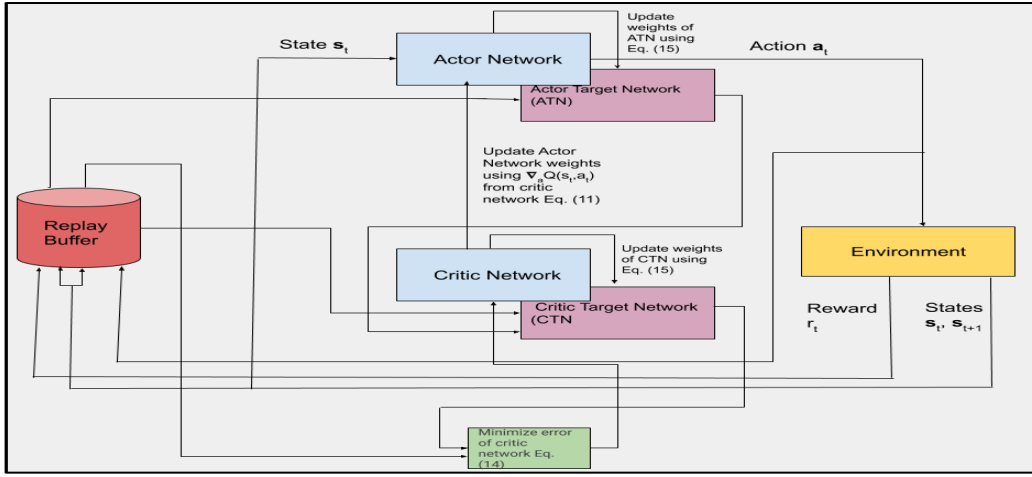 Update
weights of
ATN using
Eq. (15)
State s_t
Action a_t
Actor Network
Actor Target Network
(ATN)
Update Actor
Network weights
using ∇_aQ(s_t,a_t)
from critic
network Eq. (11)
Replay
Buffer
Update weights
of CTN using
Eq. (15)
Environment
Critic Network
Critic Target Network
(CTN
Reward
r_t
States
s_t, s_{t+1}
Minimize error
of critic
network Eq.
(14)